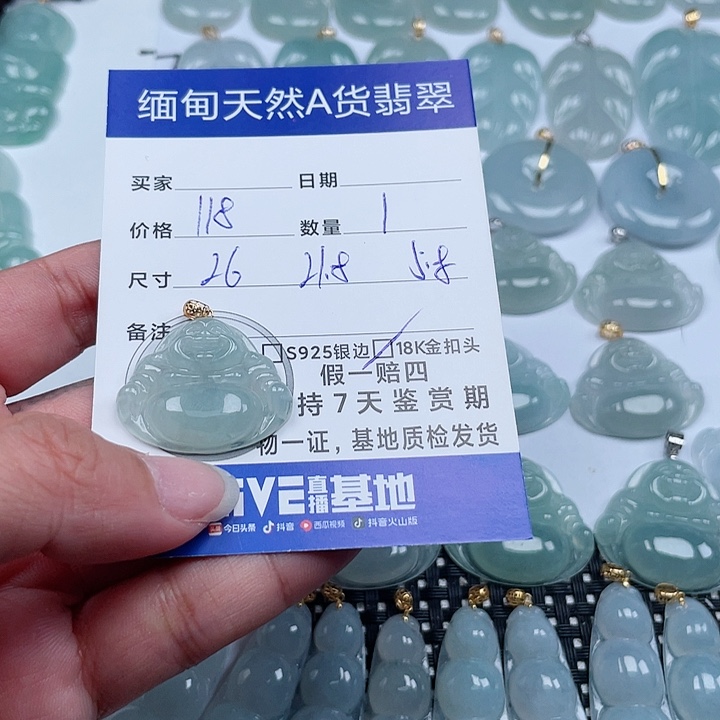 缅甸天然A货翡翠
买家 日期
价格 118 数量 1
尺寸 26 21.8 5.8
备注
S925银边 18K金扣头
假一赔四
持7天鉴赏期
物一证，基地质检发货
LIVE直播基地
今日头条 抖音 西瓜视频 抖音火山版